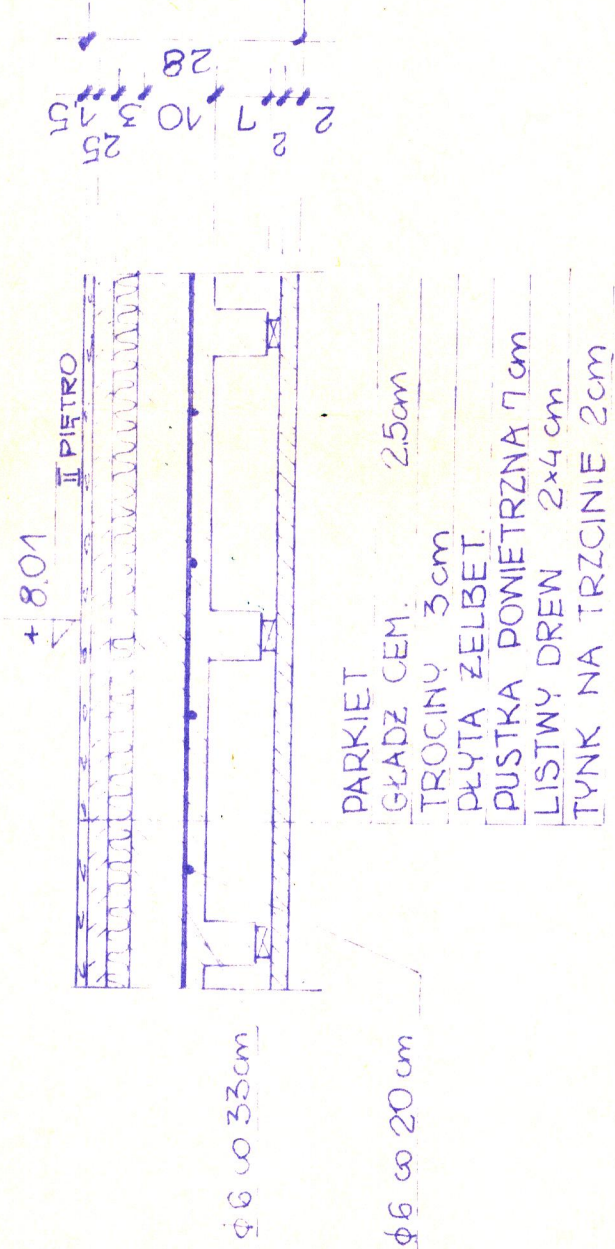 + 8.01
II PIĘTRO
PARKIET
GŁADŹ CEM. 2.5cm
TROCINY 3cm
PŁYTA ŻELBET.
PUSTKA POWIETRZNA 7cm
LISTWY DREW 2x4 cm
TYNK NA TRZCINIE 2cm
ϕ6 co 33cm
ϕ6 co 20cm
1,5
25
3
10
7
2
2
28